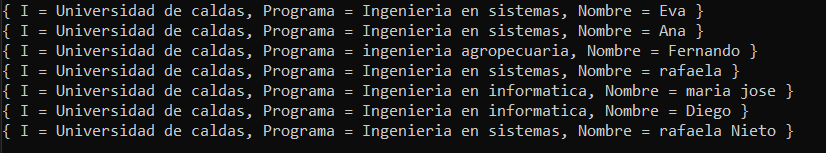 { I = Universidad de caldas, Programa = Ingenieria en sistemas, Nombre = Eva }
{ I = Universidad de caldas, Programa = Ingenieria en sistemas, Nombre = Ana }
{ I = Universidad de caldas, Programa = ingenieria agropecuaria, Nombre = Fernando }
{ I = Universidad de caldas, Programa = Ingenieria en sistemas, Nombre = rafaela }
{ I = Universidad de caldas, Programa = Ingenieria en informatica, Nombre = maria jose }
{ I = Universidad de caldas, Programa = Ingenieria en informatica, Nombre = Diego }
{ I = Universidad de caldas, Programa = Ingenieria en sistemas, Nombre = rafaela Nieto }